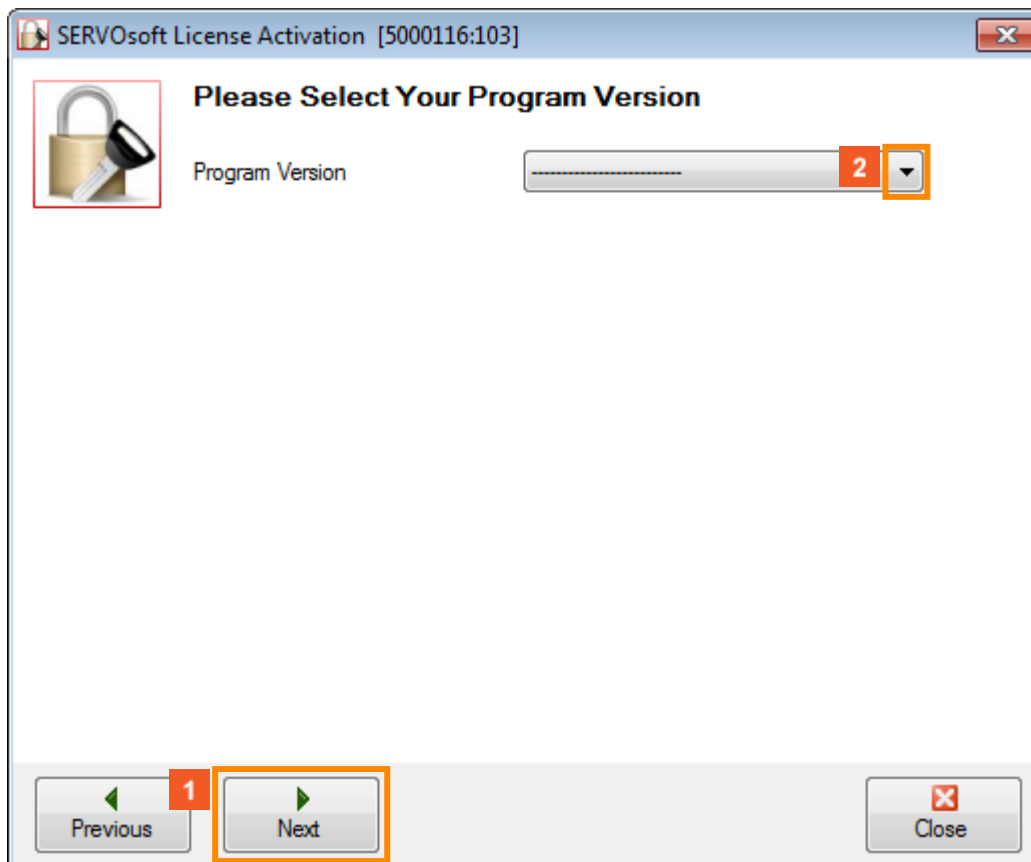 SERVOsoft License Activation [5000116:103]
Please Select Your Program Version
Program Version ------------------------- 2
1
Previous Next Close